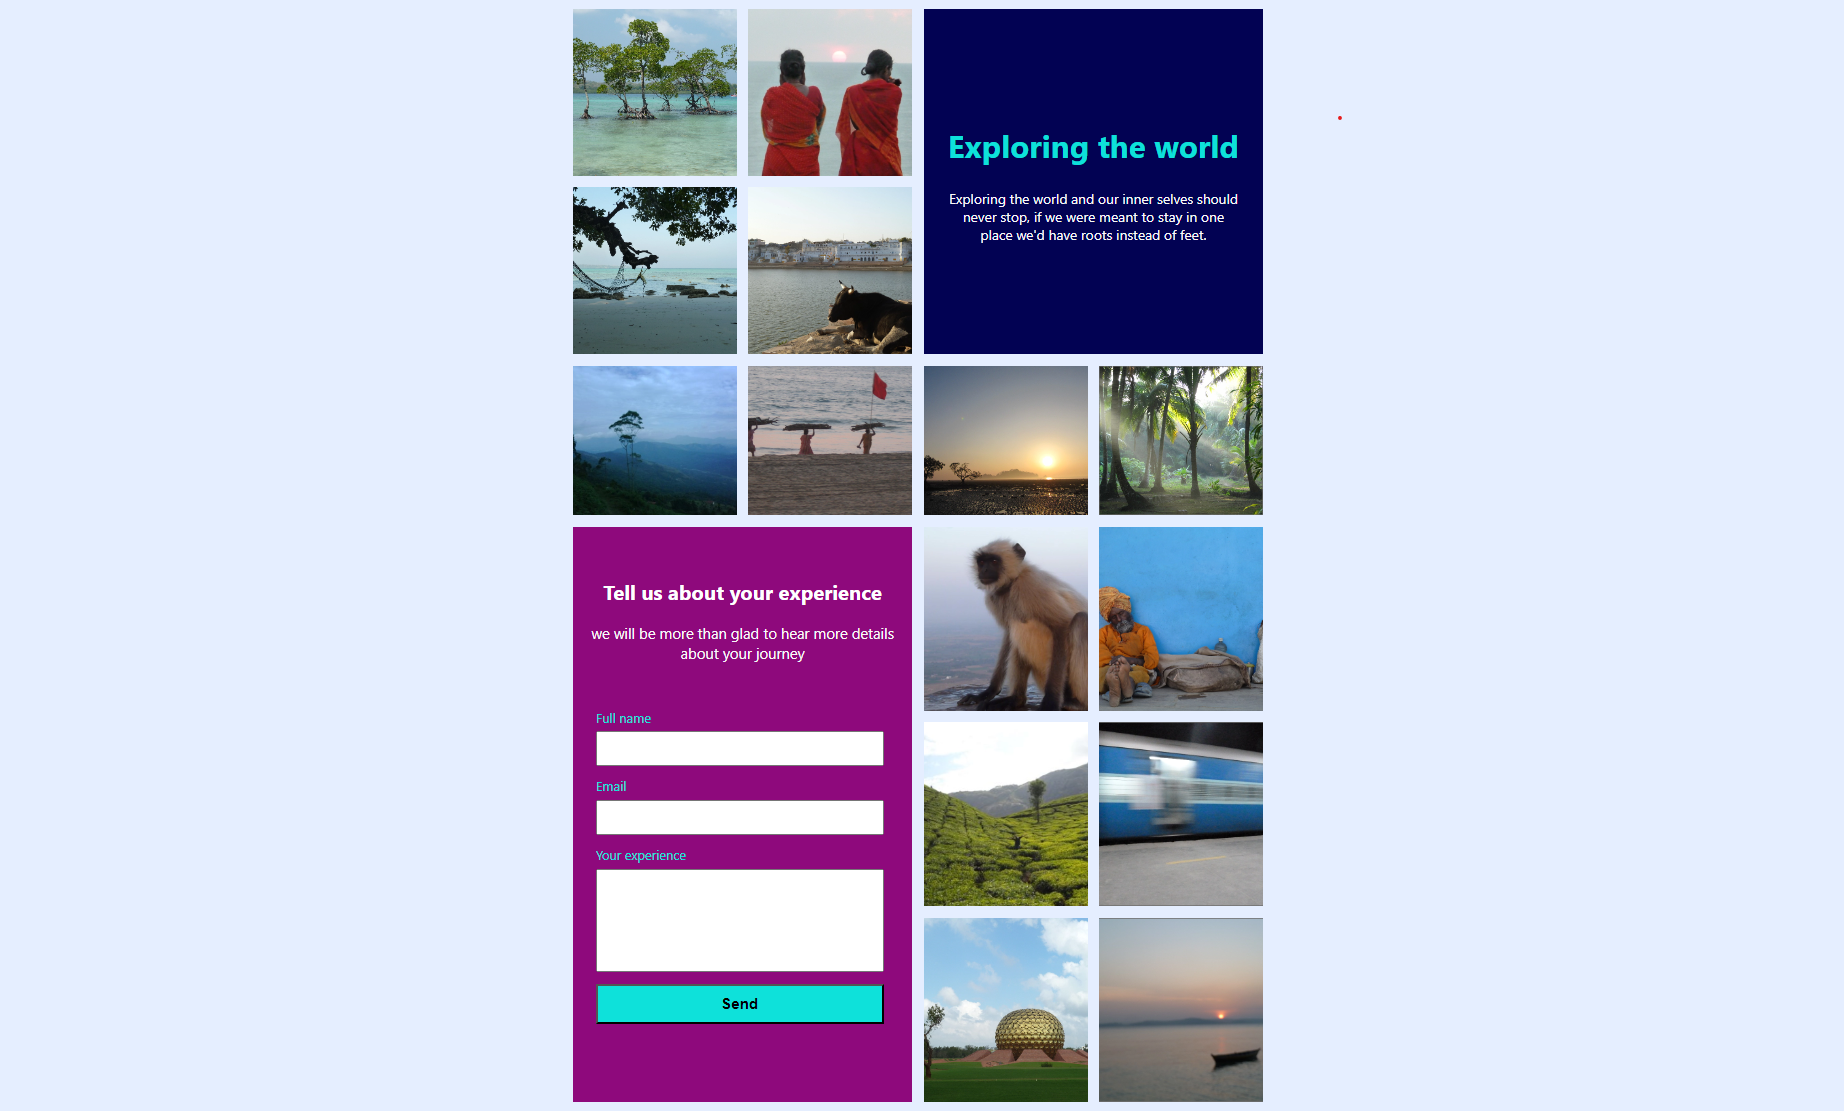 Exploring the world
Exploring the world and our inner selves should
never stop, if we were meant to stay in one
place we'd have roots instead of feet.
Tell us about your experience
we will be more than glad to hear more details
about your journey
Full name
Email
Your experience
Send